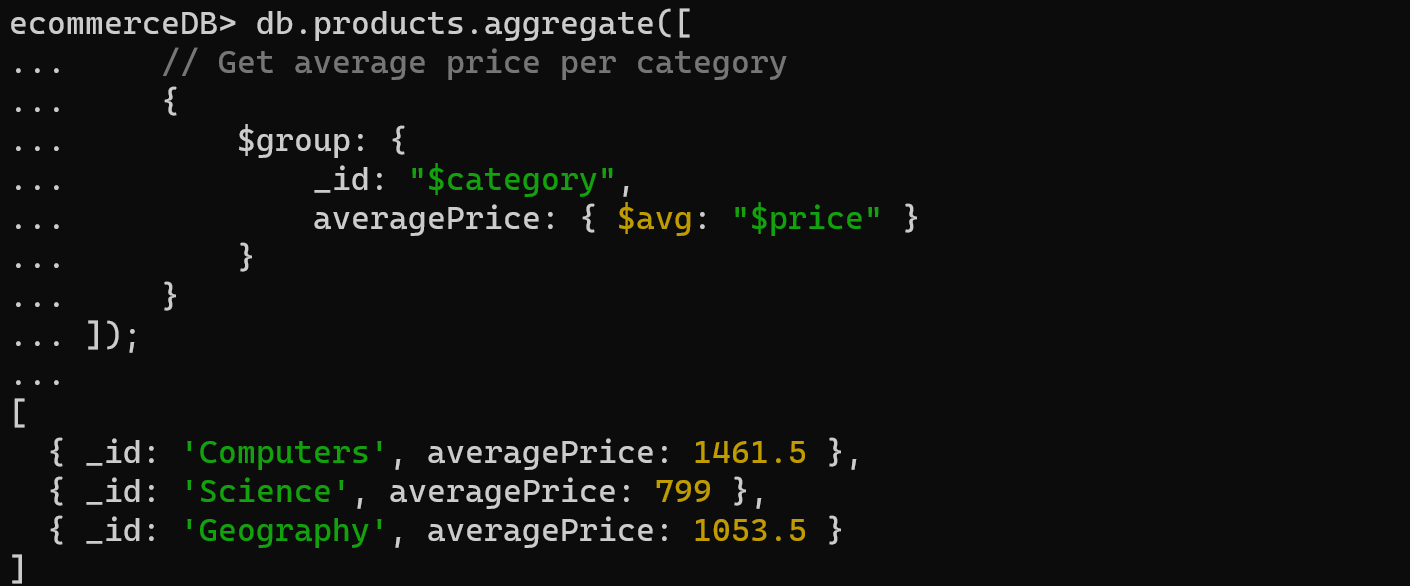 ecommerceDB> db.products.aggregate([
...     // Get average price per category
...     {
...         $group: {
...             _id: "$category",
...             averagePrice: { $avg: "$price" }
...         }
...     }
... ]);
...
[
  { _id: 'Computers', averagePrice: 1461.5 },
  { _id: 'Science', averagePrice: 799 },
  { _id: 'Geography', averagePrice: 1053.5 }
]